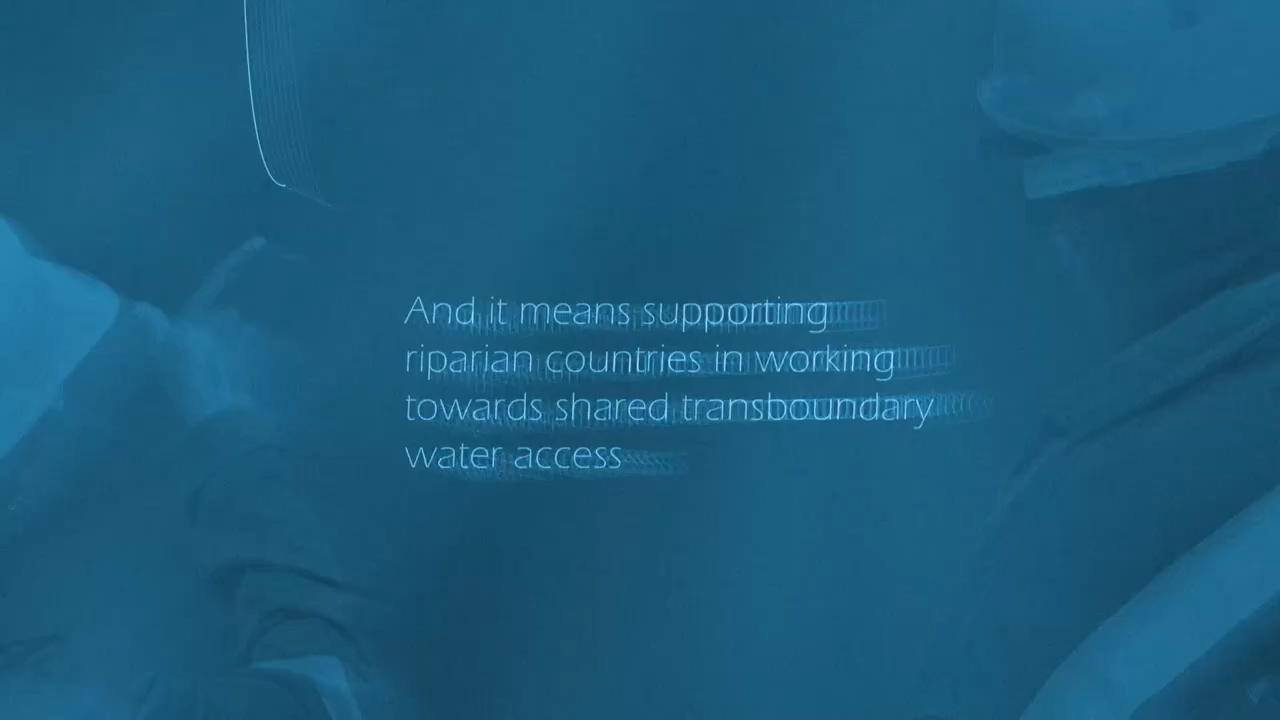 And it means supporting
riparian countries in working
towards shared transboundary
water access